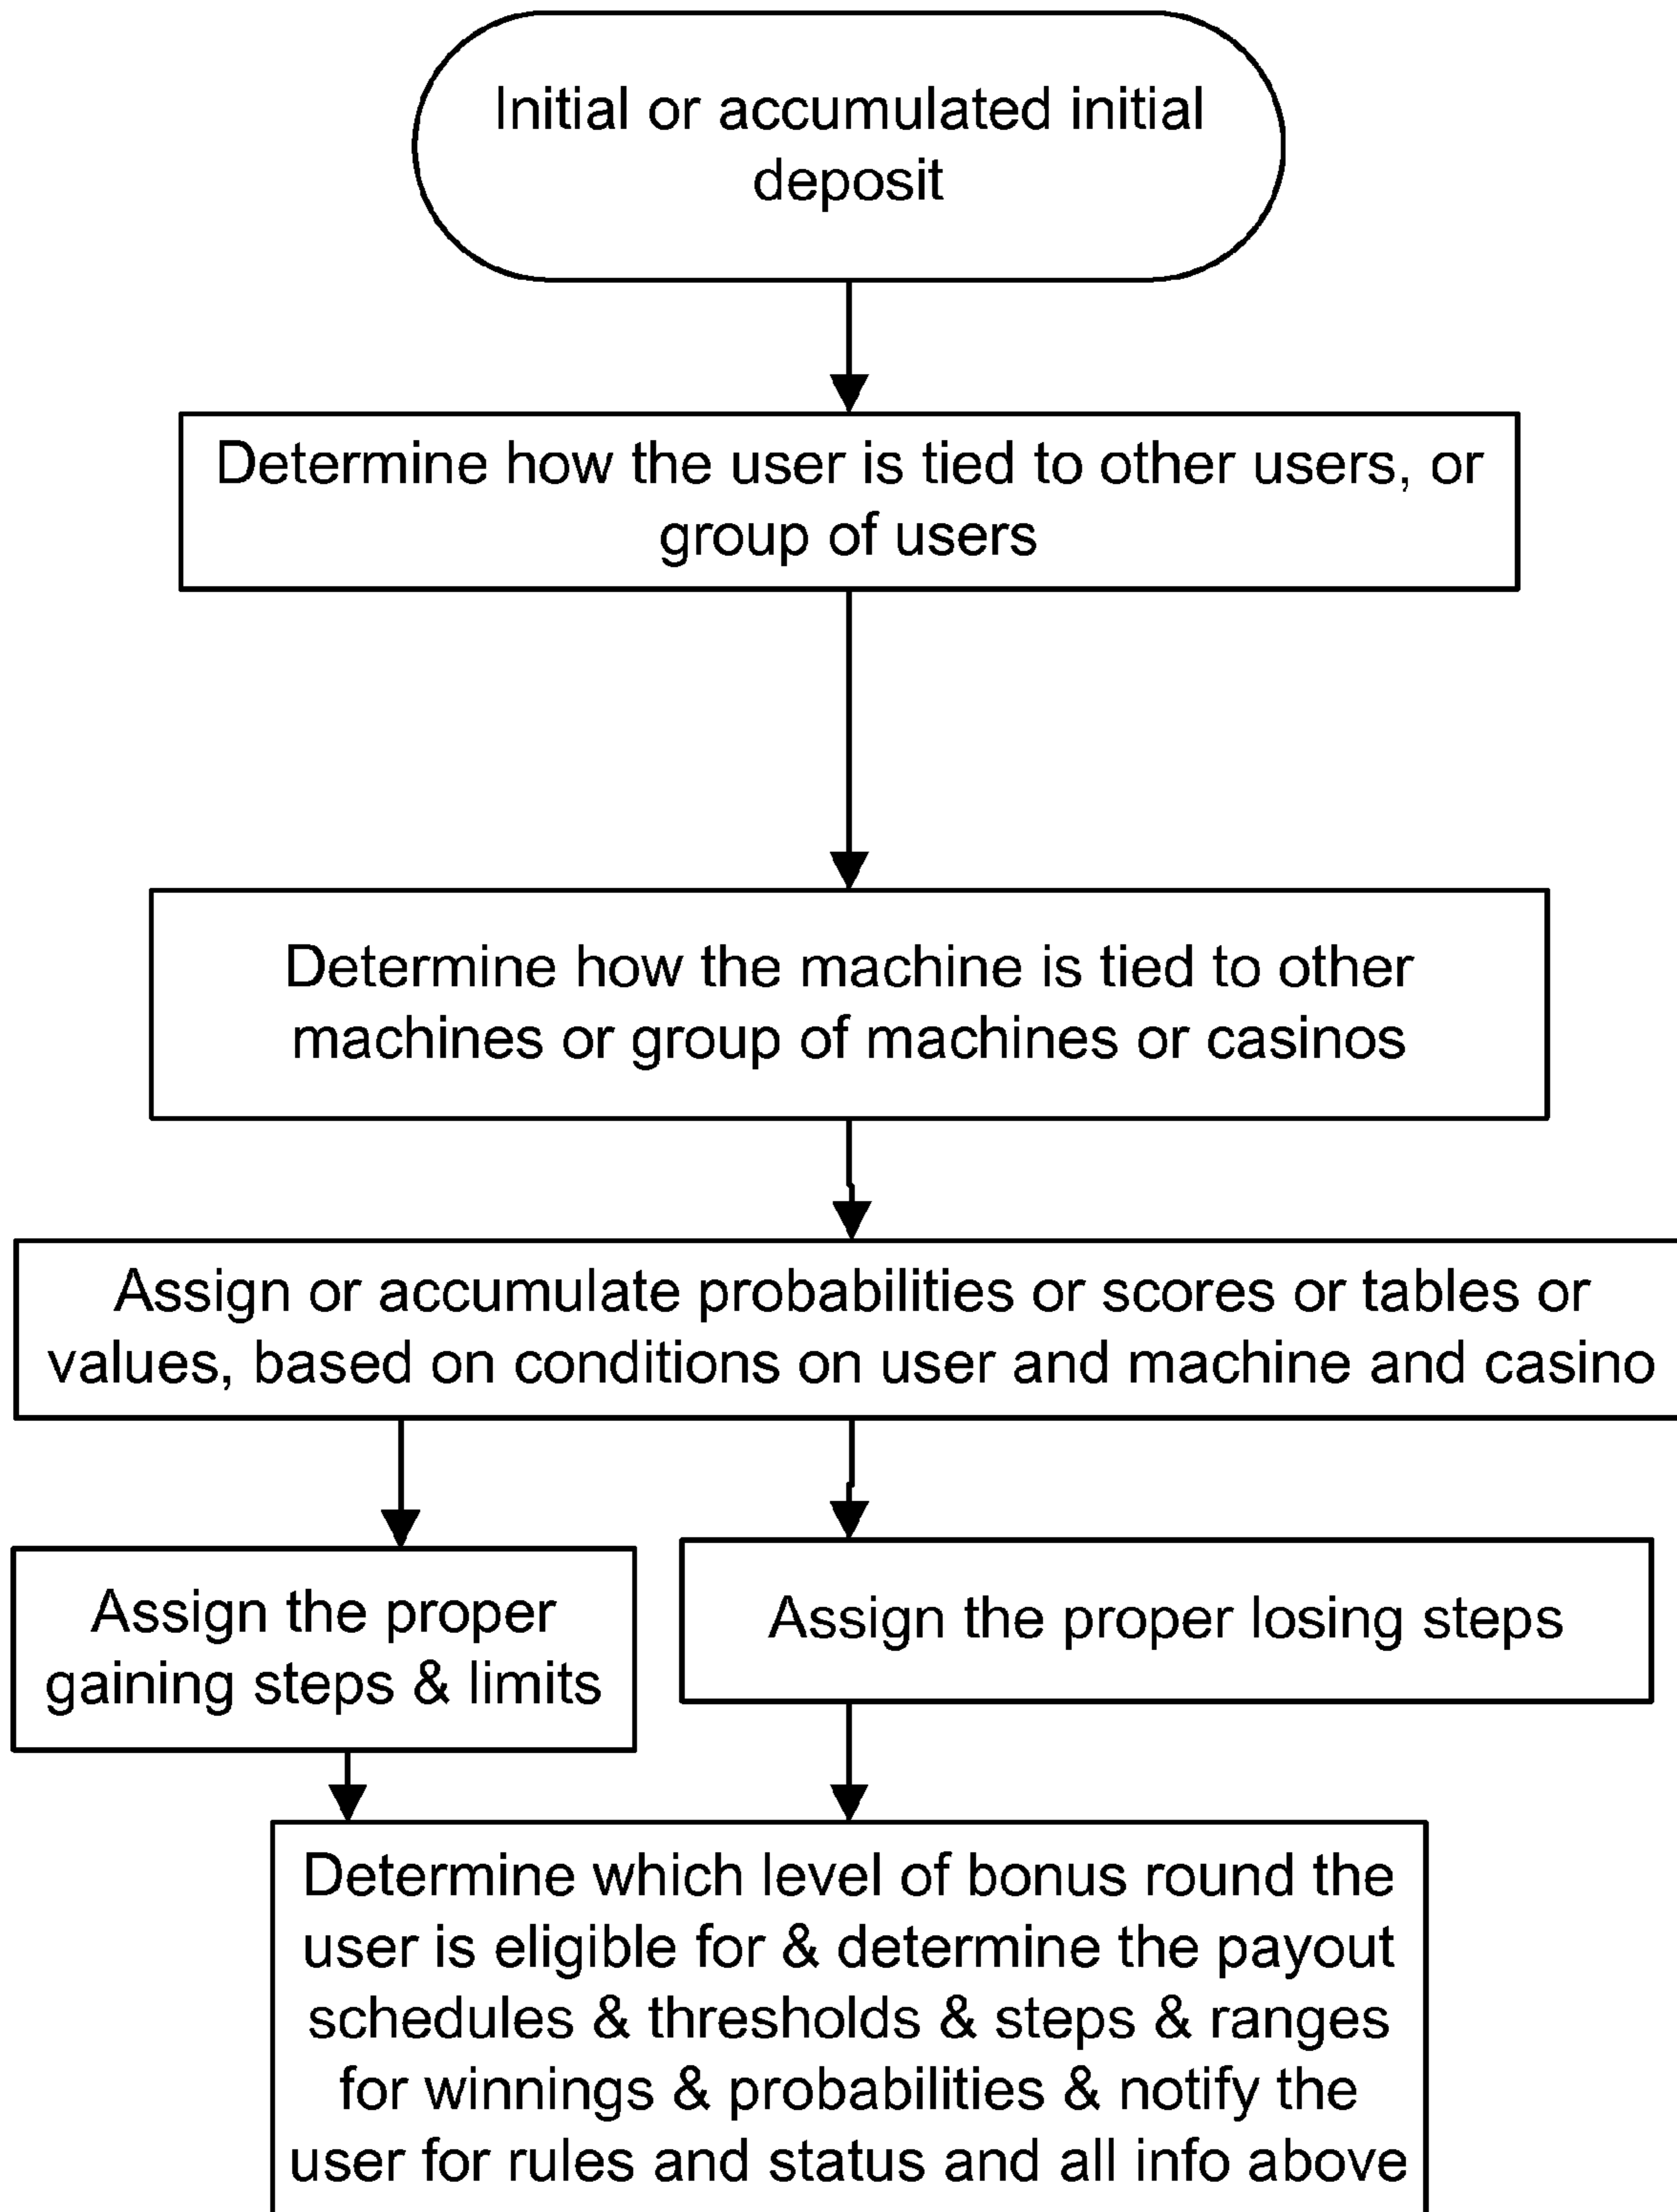 Initial or accumulated initial
deposit
Determine how the user is tied to other users, or
group of users
Determine how the machine is tied to other
machines or group of machines or casinos
Assign or accumulate probabilities or scores or tables or
values, based on conditions on user and machine and casino
Assign the proper
gaining steps & limits
Assign the proper losing steps
Determine which level of bonus round the
user is eligible for & determine the payout
schedules & thresholds & steps & ranges
for winnings & probabilities & notify the
user for rules and status and all info above